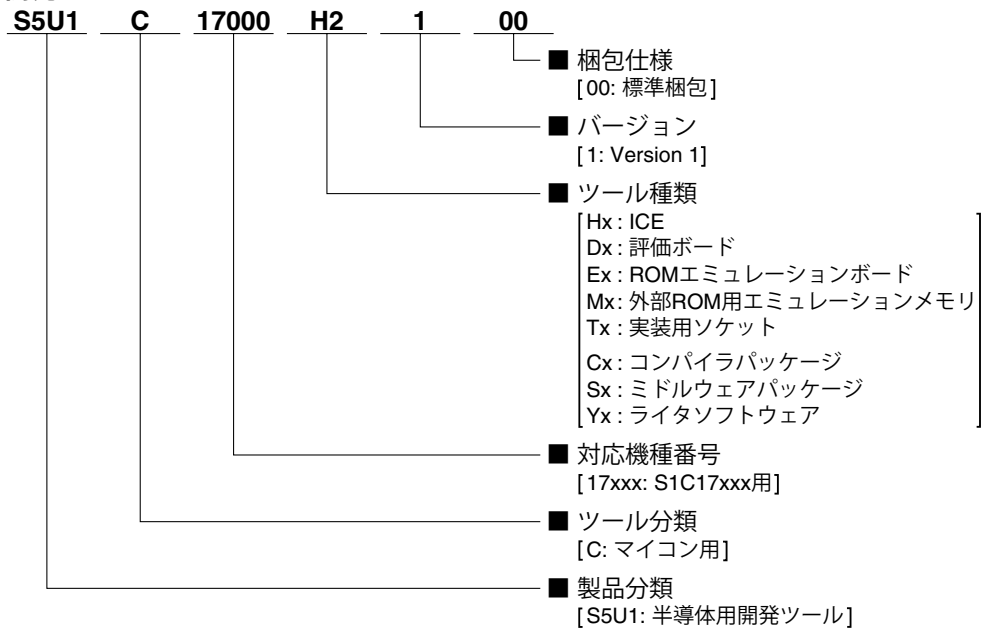 S5U1 C 17000 H2 1 00
■ 梱包仕様
[00: 標準梱包]
■ バージョン
[1: Version 1]
■ ツール種類
Hx : ICE
Dx : 評価ボード
Ex : ROMエミュレーションボード
Mx : 外部ROM用エミュレーションメモリ
Tx : 実装用ソケット
Cx : コンパイラパッケージ
Sx : ミドルウェアパッケージ
Yx : ライタソフトウェア
■ 対応機種番号
[17xxx: S1C17xxx用]
■ ツール分類
[C: マイコン用]
■ 製品分類
[S5U1: 半導体用開発ツール]